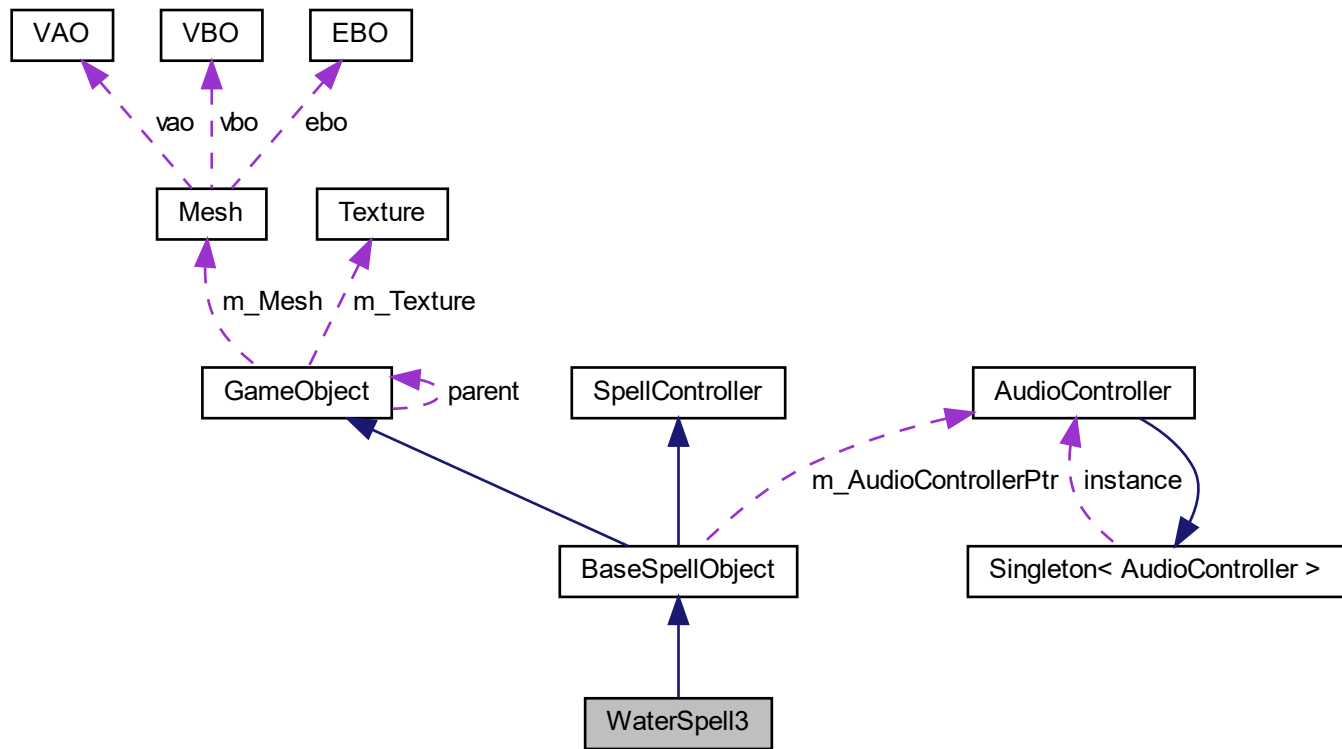 VAO
VBO
EBO
vao
vbo
ebo
Mesh
Texture
m_Mesh
m_Texture
GameObject
parent
SpellController
AudioController
m_AudioControllerPtr
instance
BaseSpellObject
Singleton< AudioController >
WaterSpell3